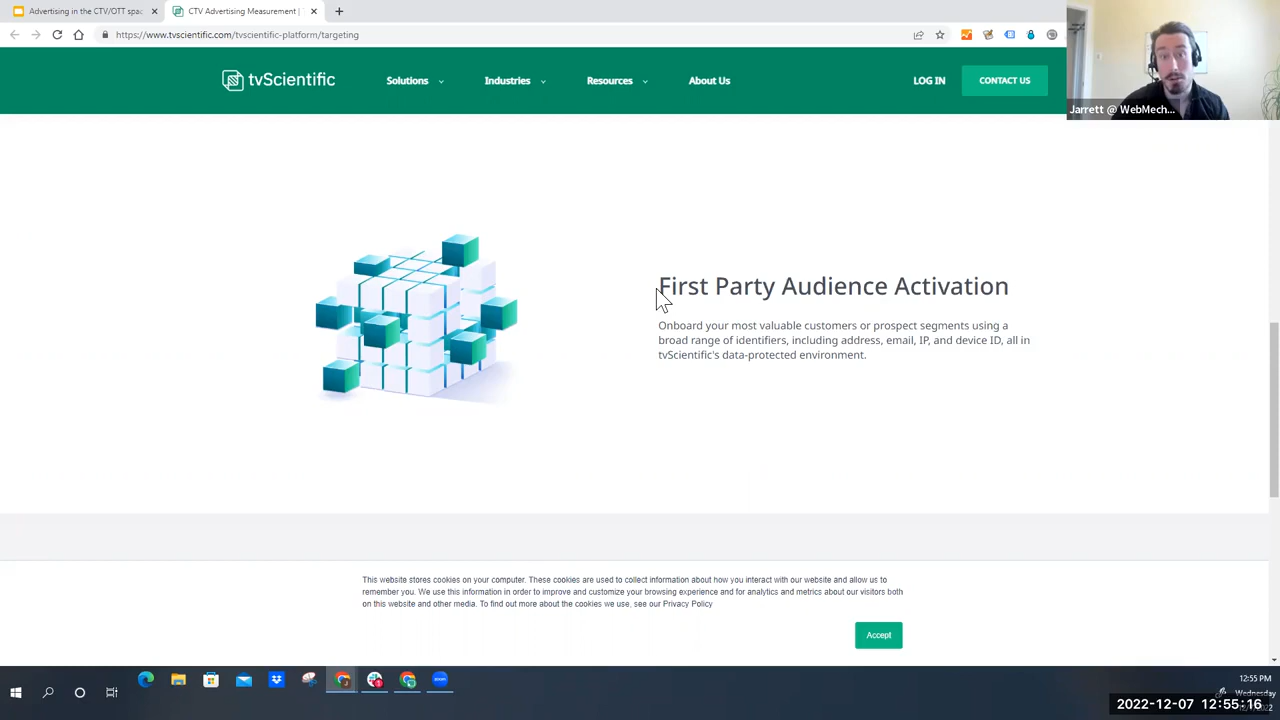 Advertising in the CTV/OTT spac
CTV Advertising Measurement |
https://www.tvscientific.com/tvscientific-platform/targeting
tvScientific
Solutions
Industries
Resources
About Us
LOG IN
CONTACT US
Jarrett @ WebMech...
First Party Audience Activation
Onboard your most valuable customers or prospect segments using a
broad range of identifiers, including address, email, IP, and device ID, all in
tvScientific's data-protected environment.
This website stores cookies on your computer. These cookies are used to collect information about how you interact with our website and allow us to
remember you. We use this information in order to improve and customize your browsing experience and for analytics and metrics about our visitors both
on this website and other media. To find out more about the cookies we use, see our Privacy Policy
Accept
zoom
12:55 PM
Wednesday
2022-12-07 12:55:16